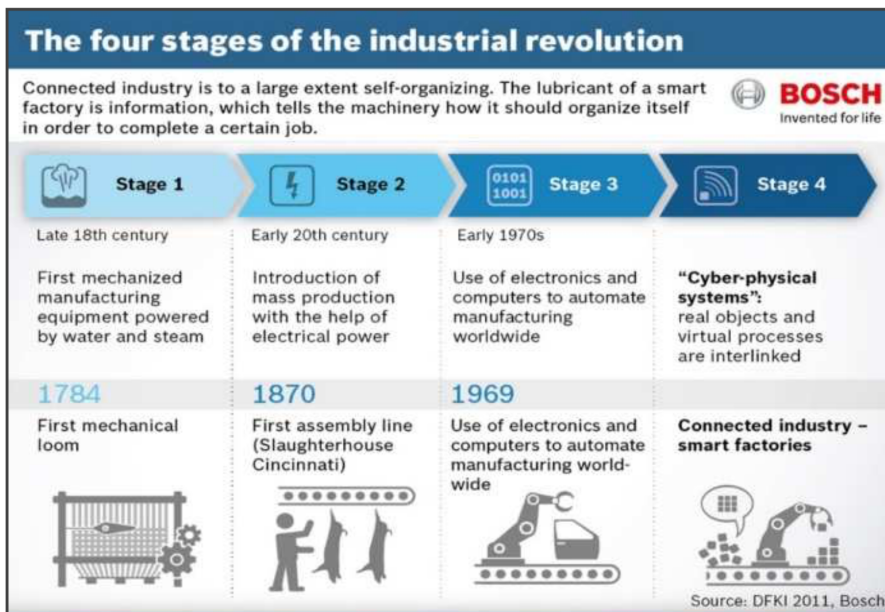 The four stages of the industrial revolution
Connected industry is to a large extent self-organizing. The lubricant of a smart
factory is information, which tells the machinery how it should organize itself
in order to complete a certain job.
BOSCH
Invented for life
Stage 1
0101
1001
Stage 2
Stage 3
Stage 4
Late 18th century
Early 20th century
Early 1970s
First mechanized
manufacturing
equipment powered
by water and steam
Introduction of
mass production
with the help of
electrical power
Use of electronics and
computers to automate
manufacturing
worldwide
“Cyber-physical
systems”:
real objects and
virtual processes
are interlinked
1784
1870
1969
First mechanical
loom
First assembly line
(Slaughterhouse
Cincinnati)
Use of electronics and
computers to automate
manufacturing world-
wide
Connected industry –
smart factories
Source: DFKI 2011, Bosch